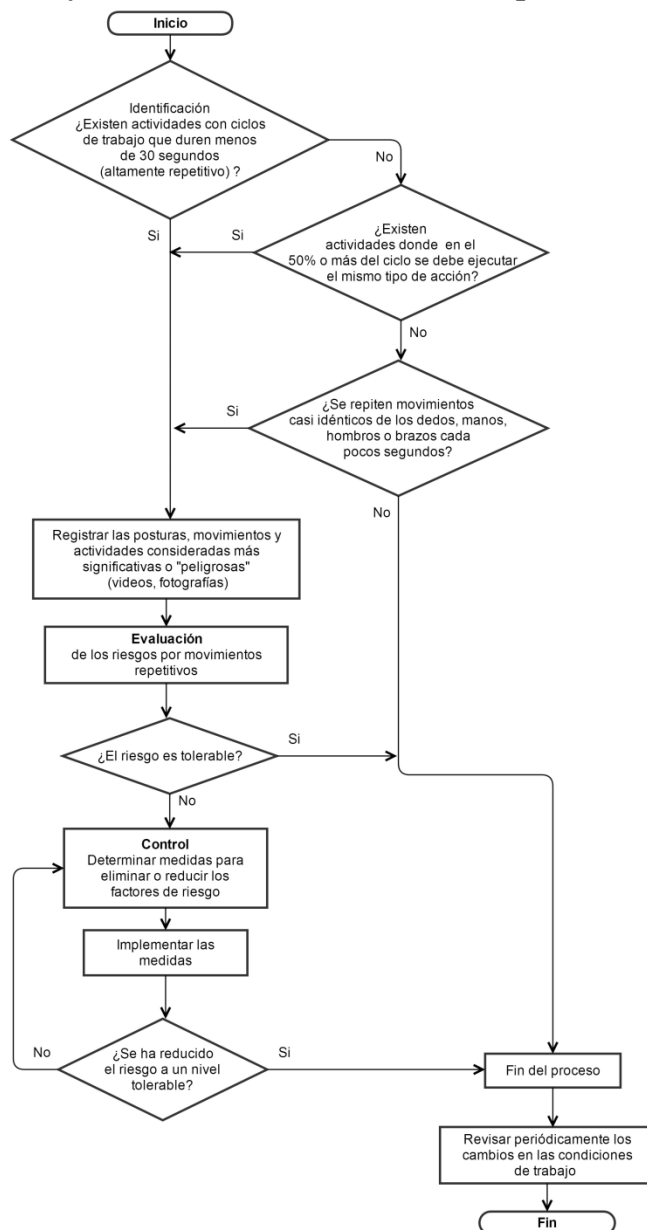 Inicio
Identificación
¿Existen actividades con ciclos
de trabajo que duren menos
de 30 segundos
(altamente repetitivo) ?
No
Si
Si
¿Existen
actividades donde en el
50% o más del ciclo se debe ejecutar
el mismo tipo de acción?
No
Si
¿Se repiten movimientos
casi idénticos de los dedos, manos,
hombros o brazos cada
pocos segundos?
No
Registrar las posturas, movimientos y
actividades consideradas más
significativas o "peligrosas"
(videos, fotografías)
Evaluación
de los riesgos por movimientos
repetitivos
¿El riesgo es tolerable?
Si
No
Control
Determinar medidas para
eliminar o reducir los
factores de riesgo
Implementar las
medidas
No
¿Se ha reducido
el riesgo a un nivel
tolerable?
Si
Fin del proceso
Revisar periódicamente los
cambios en las condiciones
de trabajo
Fin